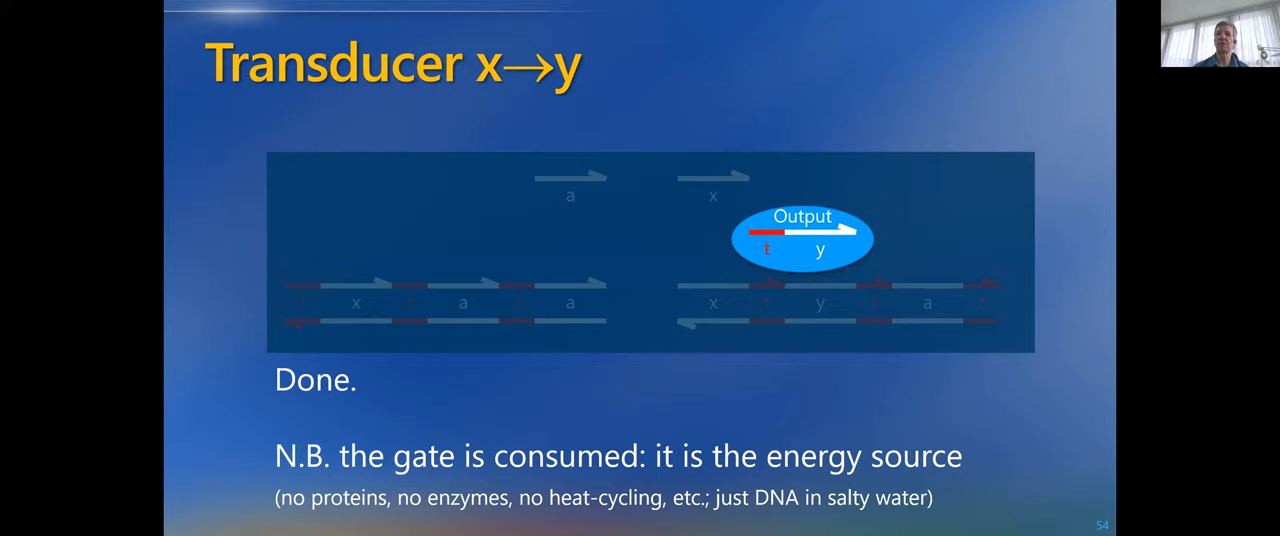 Transducer x→y
a x
Output
t y
t x t a t a x t y t a t
Done.
N.B. the gate is consumed: it is the energy source
(no proteins, no enzymes, no heat-cycling, etc.; just DNA in salty water)
54